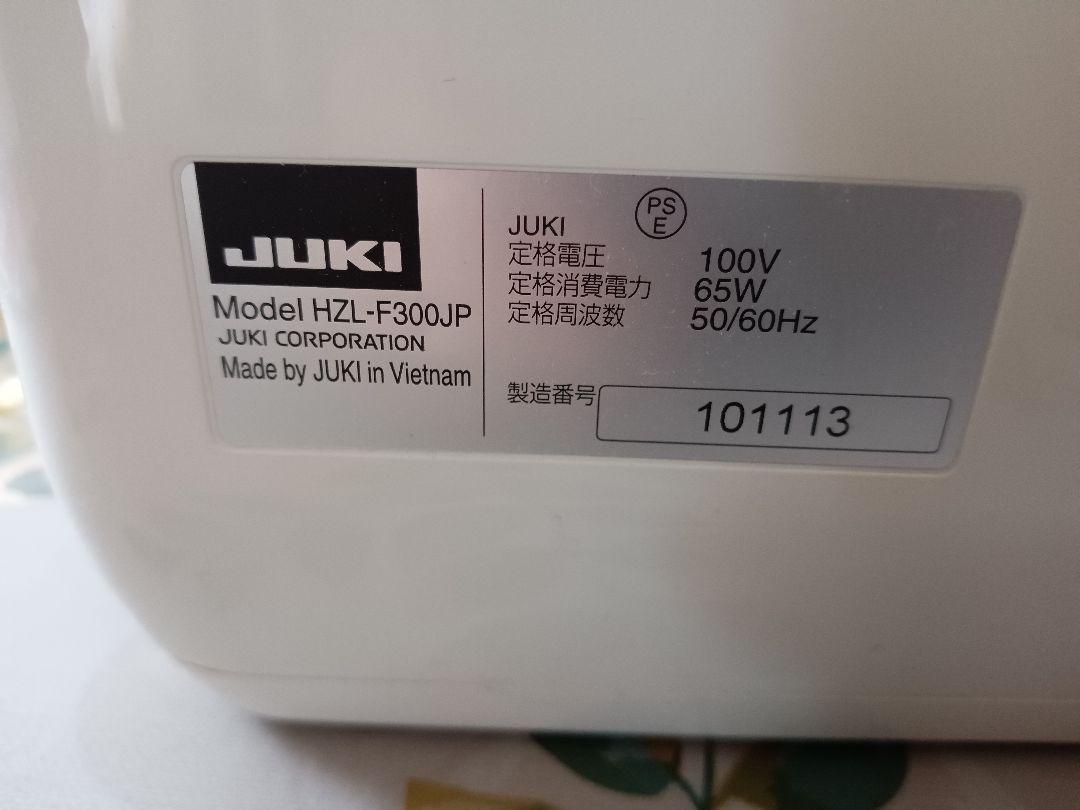 JUKI
Model HZL-F300JP
JUKI CORPORATION
Made by JUKI in Vietnam
PS
E
JUKI
定格電圧 100V
定格消費電力 65W
定格周波数 50/60Hz
製造番号 101113